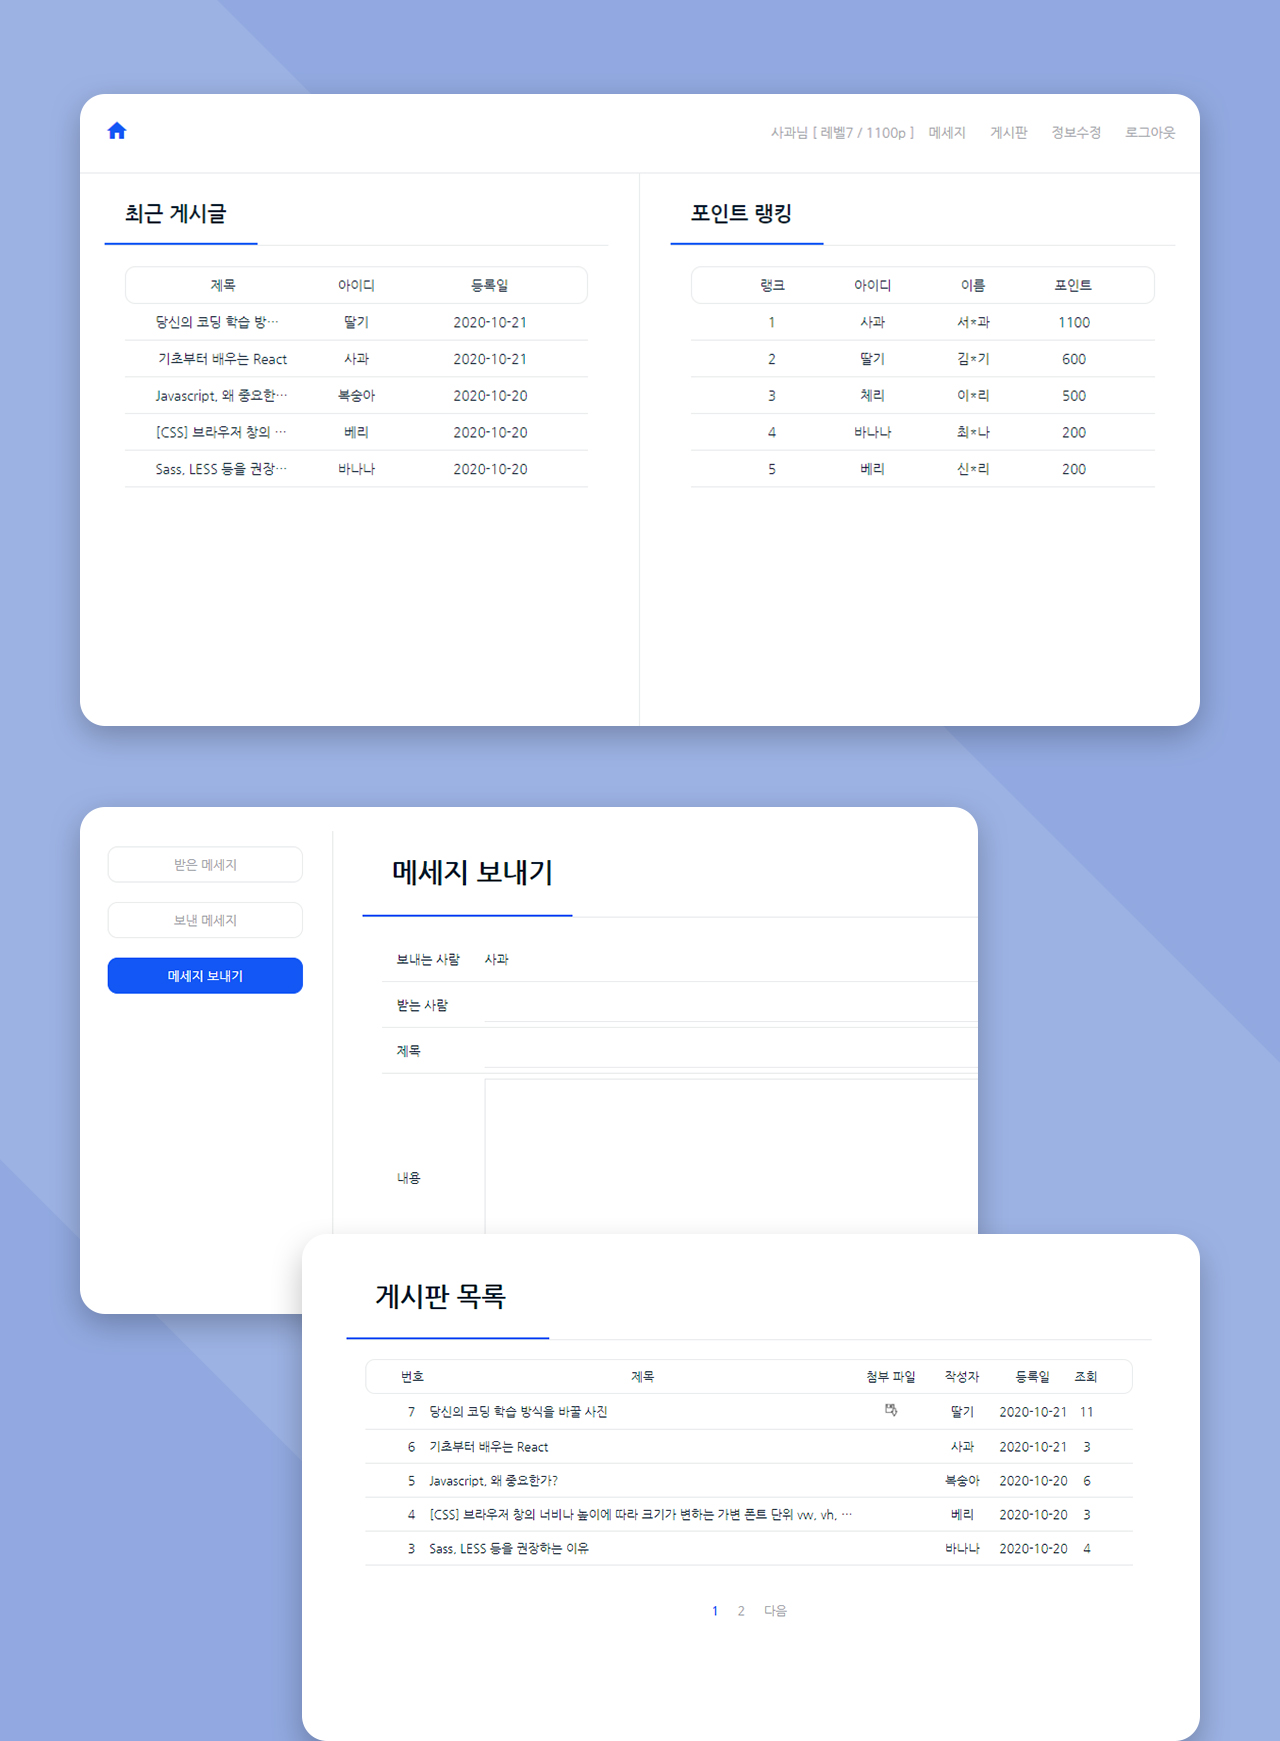 사과님 [ 레벨7 / 1100p ] 메세지 게시판 정보수정 로그아웃
최근 게시글
제목 아이디 등록일
당신의 코딩 학습 방… 딸기 2020-10-21
기초부터 배우는 React 사과 2020-10-21
Javascript, 왜 중요한… 복숭아 2020-10-20
[CSS] 브라우저 창의 … 베리 2020-10-20
Sass, LESS 등을 권장… 바나나 2020-10-20
포인트 랭킹
랭크 아이디 이름 포인트
1 사과 서*과 1100
2 딸기 김*기 600
3 체리 이*리 500
4 바나나 최*나 200
5 베리 신*리 200
받은 메세지
보낸 메세지
메세지 보내기
메세지 보내기
보내는 사람 사과
받는 사람
제목
내용
게시판 목록
번호 제목 첨부 파일 작성자 등록일 조회
7 당신의 코딩 학습 방식을 바꿀 사진 딸기 2020-10-21 11
6 기초부터 배우는 React 사과 2020-10-21 3
5 Javascript, 왜 중요한가? 복숭아 2020-10-20 6
4 [CSS] 브라우저 창의 너비나 높이에 따라 크기가 변하는 가변 폰트 단위 vw, vh, … 베리 2020-10-20 3
3 Sass, LESS 등을 권장하는 이유 바나나 2020-10-20 4
1 2 다음